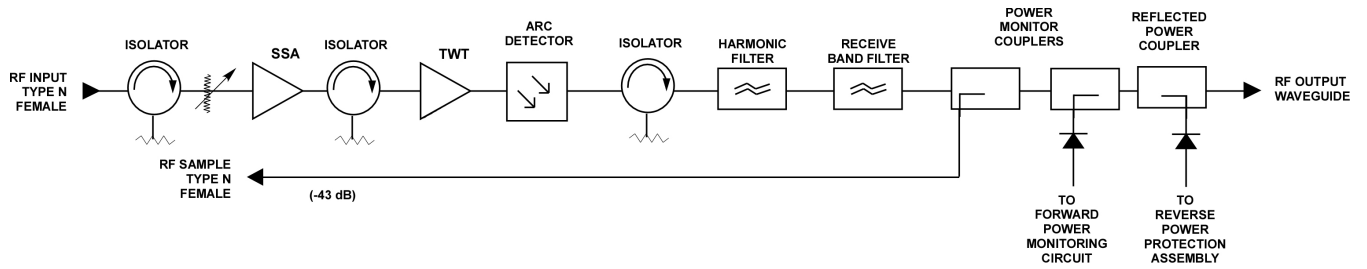 RF INPUT
TYPE N
FEMALE
ISOLATOR
SSA
ISOLATOR
TWT
ARC
DETECTOR
ISOLATOR
HARMONIC
FILTER
RECEIVE
BAND FILTER
POWER
MONITOR
COUPLERS
REFLECTED
POWER
COUPLER
RF OUTPUT
WAVEGUIDE
RF SAMPLE
TYPE N
FEMALE
(-43 dB)
TO
FORWARD
POWER
MONITORING
CIRCUIT
TO
REVERSE
POWER
PROTECTION
ASSEMBLY